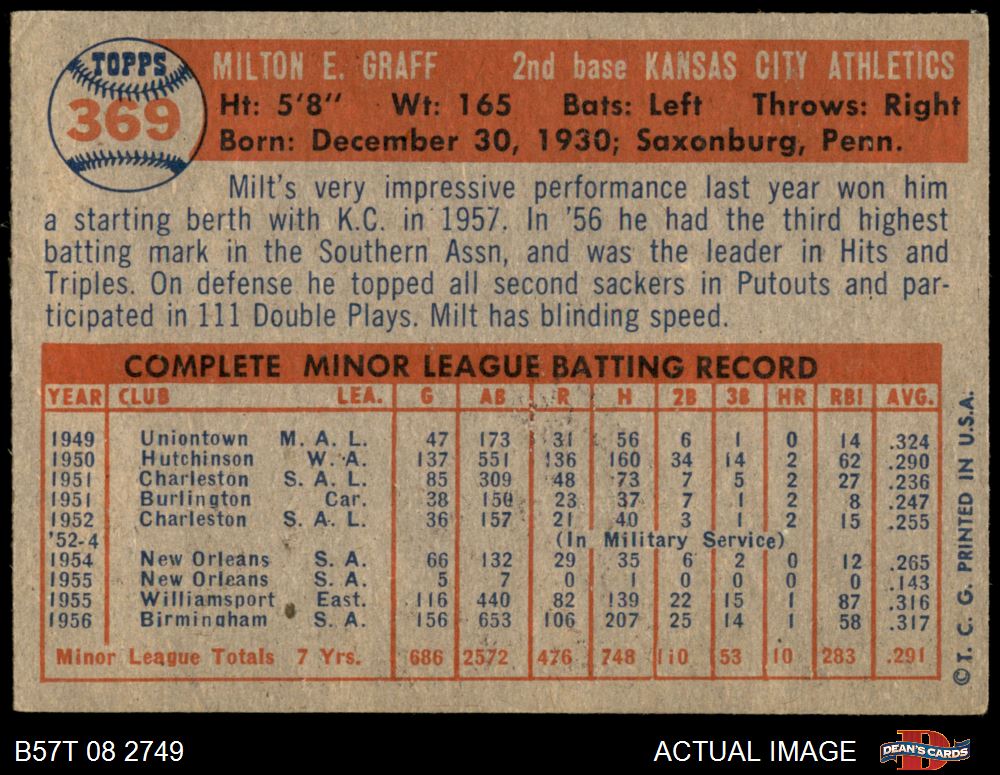 TOPPS
369
MILTON E. GRAFF 2nd base KANSAS CITY ATHLETICS
Ht: 5'8" Wt: 165 Bats: Left Throws: Right
Born: December 30, 1930; Saxonburg, Penn.
Milt's very impressive performance last year won him
a starting berth with K.C. in 1957. In '56 he had the third highest
batting mark in the Southern Assn, and was the leader in Hits and
Triples. On defense he topped all second sackers in Putouts and par-
ticipated in 111 Double Plays. Milt has blinding speed.
COMPLETE MINOR LEAGUE BATTING RECORD
YEAR CLUB LEA. G AB R H 2B 3B HR RBI AVG.
1949 Uniontown M. A. L. 47 173 31 56 6 1 0 14 .324
1950 Hutchinson W. A. 137 551 136 160 34 14 2 62 .290
1951 Charleston S. A. L. 85 309 48 73 7 5 2 27 .236
1951 Burlington Car. 38 150 23 37 7 1 2 8 .247
1952 Charleston S. A. L. 36 157 21 40 3 1 2 15 .255
'52-4 (In Military Service)
1954 New Orleans S. A. 66 132 29 35 6 2 0 12 .265
1955 New Orleans S. A. 5 7 0 1 0 0 0 0 .143
1955 Williamsport East. 116 440 82 139 22 15 1 87 .316
1956 Birmingham S. A. 156 653 106 207 25 14 1 58 .317
Minor League Totals 7 Yrs. 686 2572 476 748 110 53 10 283 .291
©T. C. G. PRINTED IN U.S.A.
B57T 08 2749 ACTUAL IMAGE DEAN'S CARDS